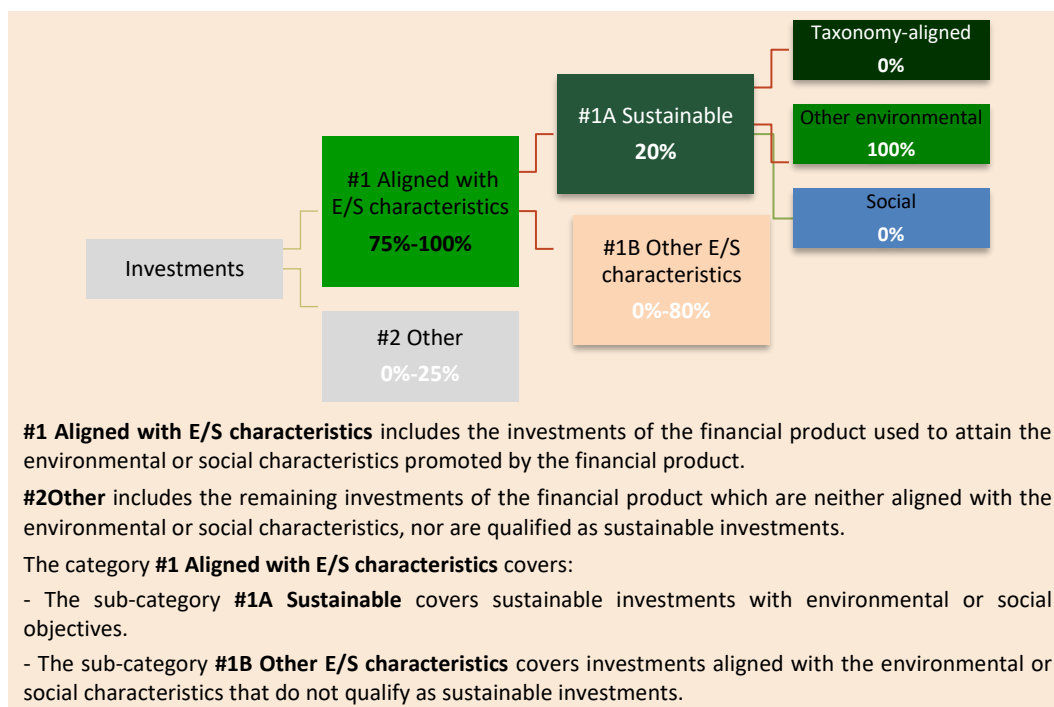 Taxonomy-aligned
0%
#1A Sustainable
20%
Other environmental
100%
#1 Aligned with
E/S characteristics
75%-100%
Social
0%
#1B Other E/S
characteristics
0%-80%
Investments
#2 Other
0%-25%
#1 Aligned with E/S characteristics includes the investments of the financial product used to attain the
environmental or social characteristics promoted by the financial product.
#2Other includes the remaining investments of the financial product which are neither aligned with the
environmental or social characteristics, nor are qualified as sustainable investments.
The category #1 Aligned with E/S characteristics covers:
- The sub-category #1A Sustainable covers sustainable investments with environmental or social
objectives.
- The sub-category #1B Other E/S characteristics covers investments aligned with the environmental or
social characteristics that do not qualify as sustainable investments.